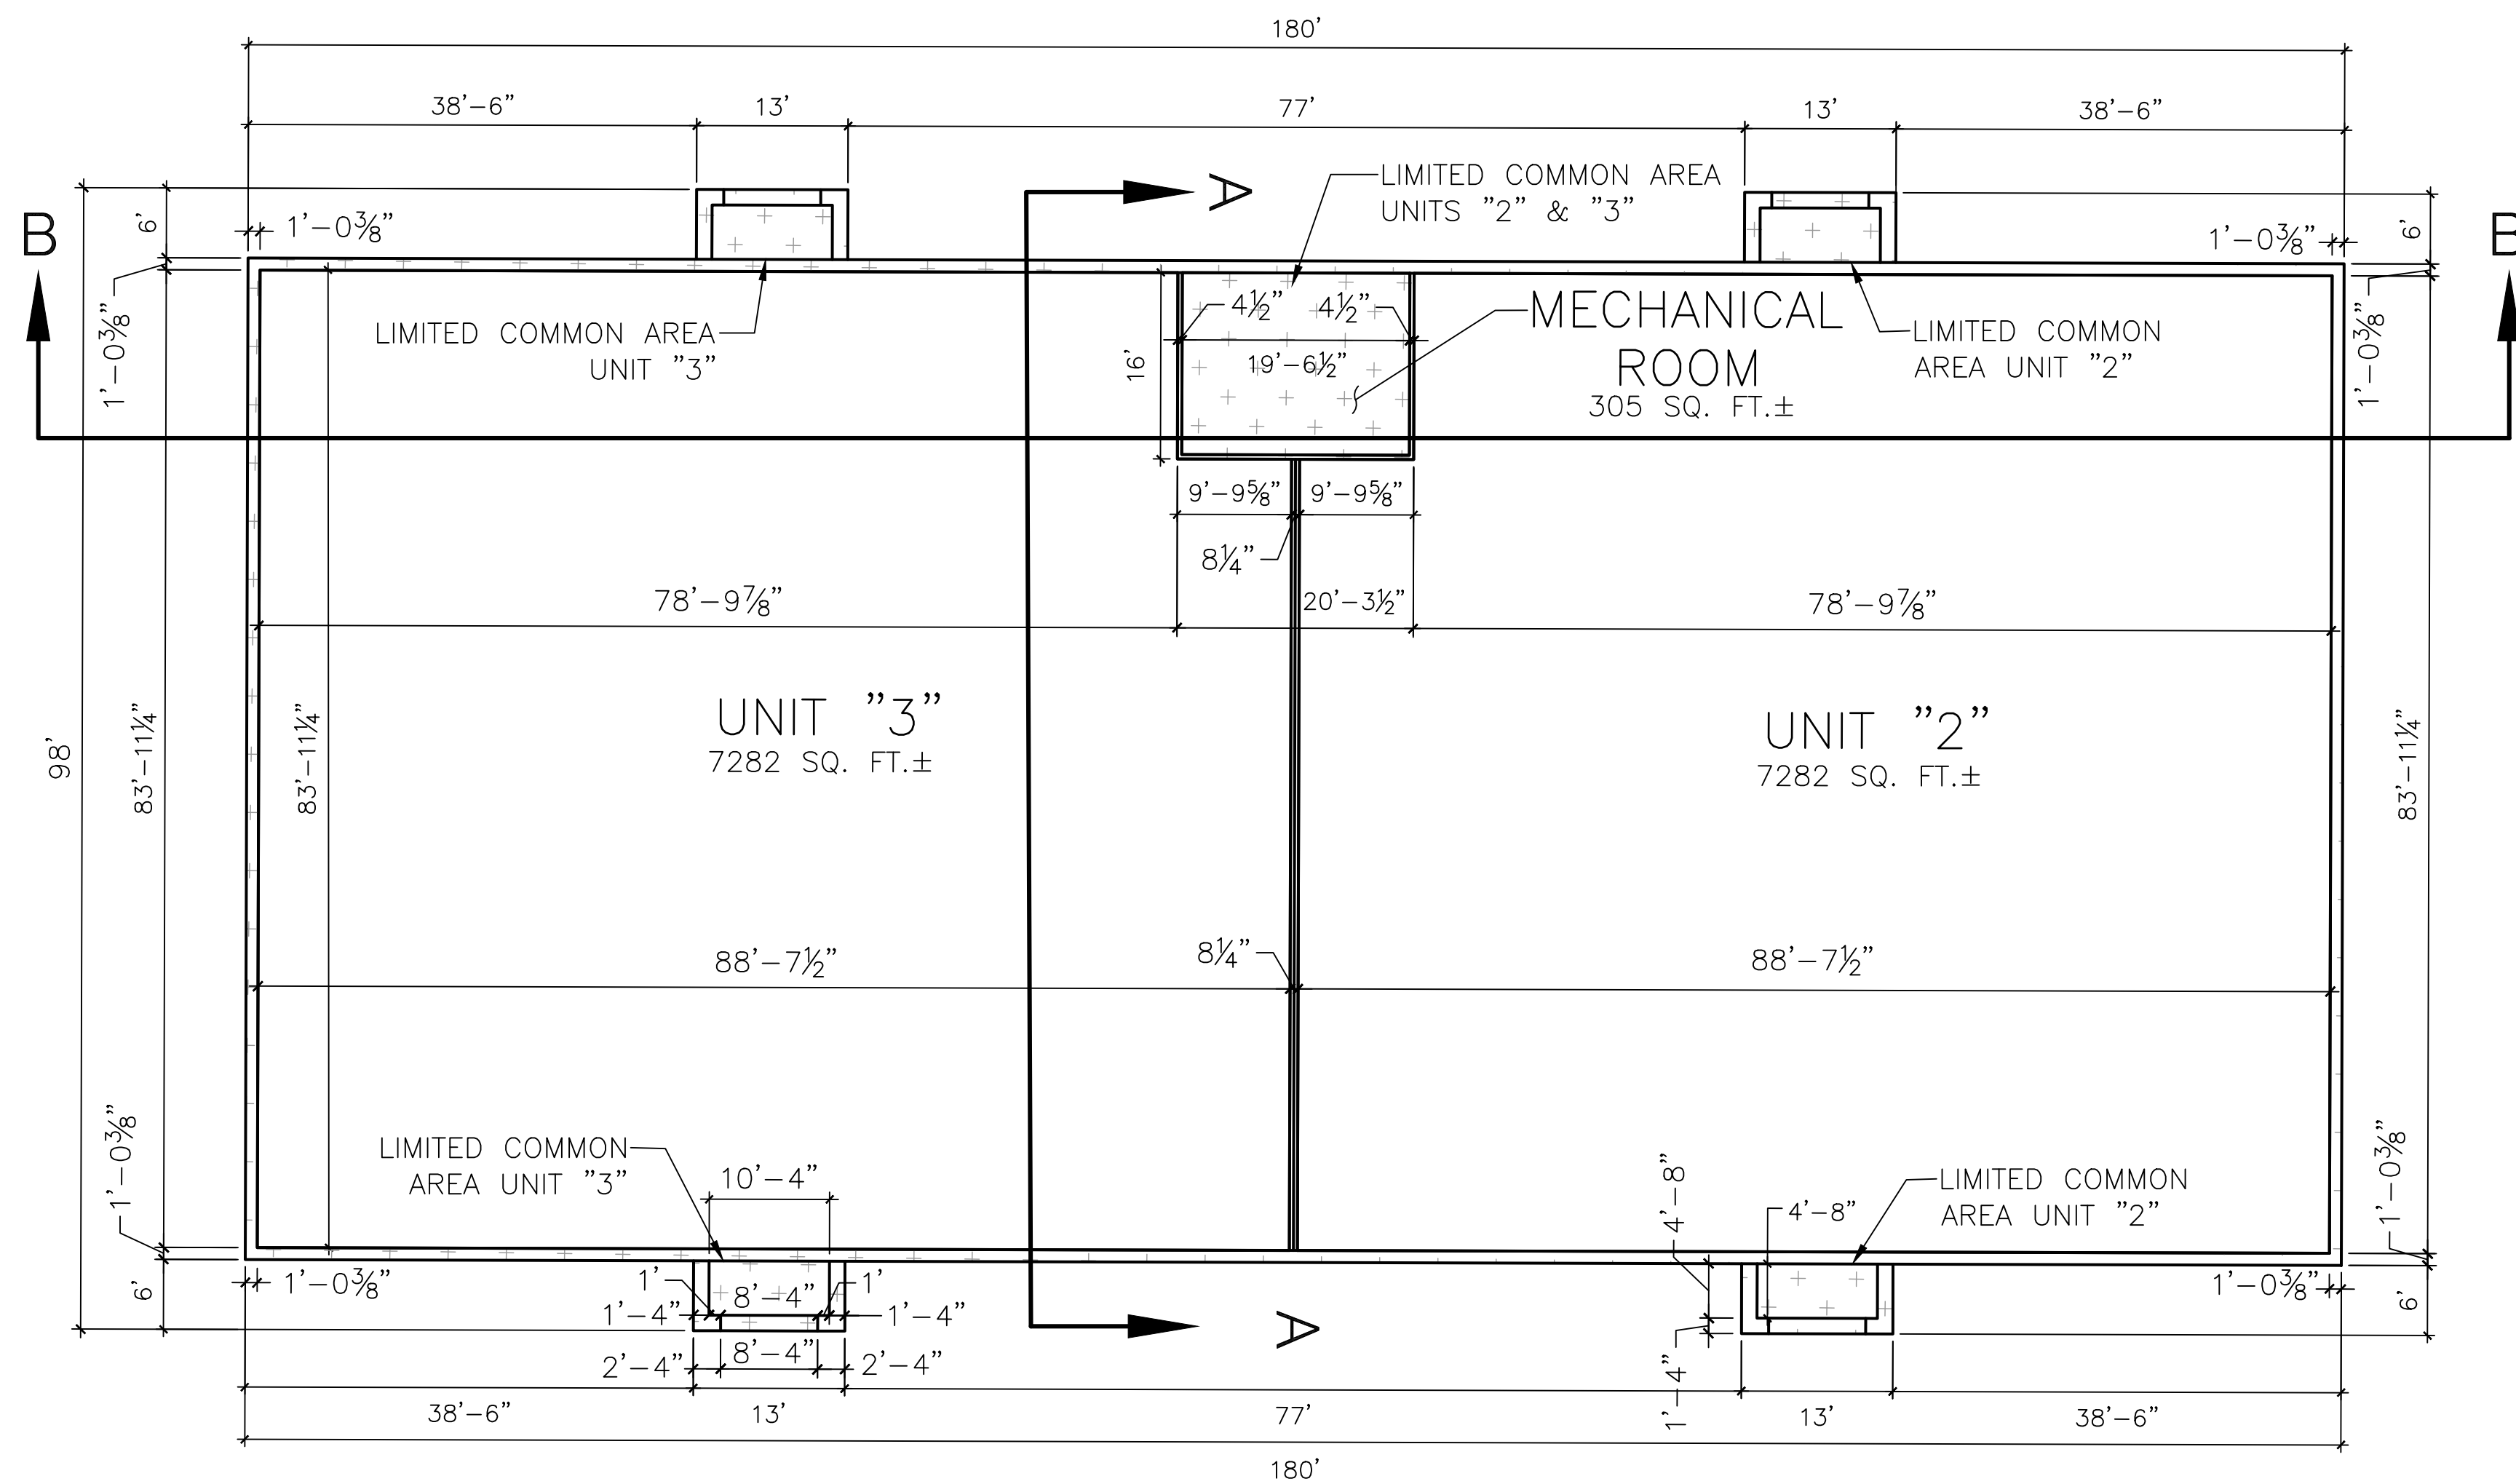 180'
38'-6"
13'
77'
13'
38'-6"
A
LIMITED COMMON AREA
UNITS "2" & "3"
B
B
6'
1'-0⅜"
1'-0⅜"
6'
1'-0⅜"
1'-0⅜"
LIMITED COMMON AREA
UNIT "3"
4½"
4½"
16'
19'-6½"
MECHANICAL
ROOM
305 SQ. FT.±
LIMITED COMMON
AREA UNIT "2"
9'-9⅝"
9'-9⅝"
8¼"
78'-9⅞"
20'-3½"
78'-9⅞"
98'
83'-11¼"
83'-11¼"
UNIT "3"
7282 SQ. FT.±
UNIT "2"
7282 SQ. FT.±
83'-11¼"
88'-7½"
8¼"
88'-7½"
1'-0⅜"
LIMITED COMMON
AREA UNIT "3"
10'-4"
4'-8"
4'-8"
LIMITED COMMON
AREA UNIT "2"
1'-0⅜"
6'
1'-0⅜"
1'
8'-4"
1'
1'-4"
1'-4"
A
1'-0⅜"
6'
2'-4"
8'-4"
2'-4"
1'-4"
38'-6"
13'
77'
13'
38'-6"
180'